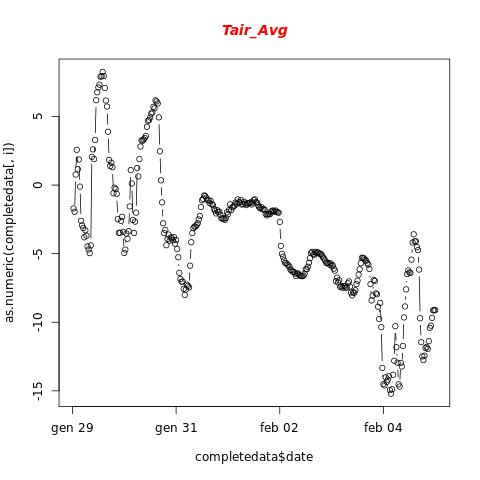 Tair_Avg
as.numeric(completedata[, i])
5
0
-5
-10
-15
gen 29
gen 31
feb 02
feb 04
completedata$date